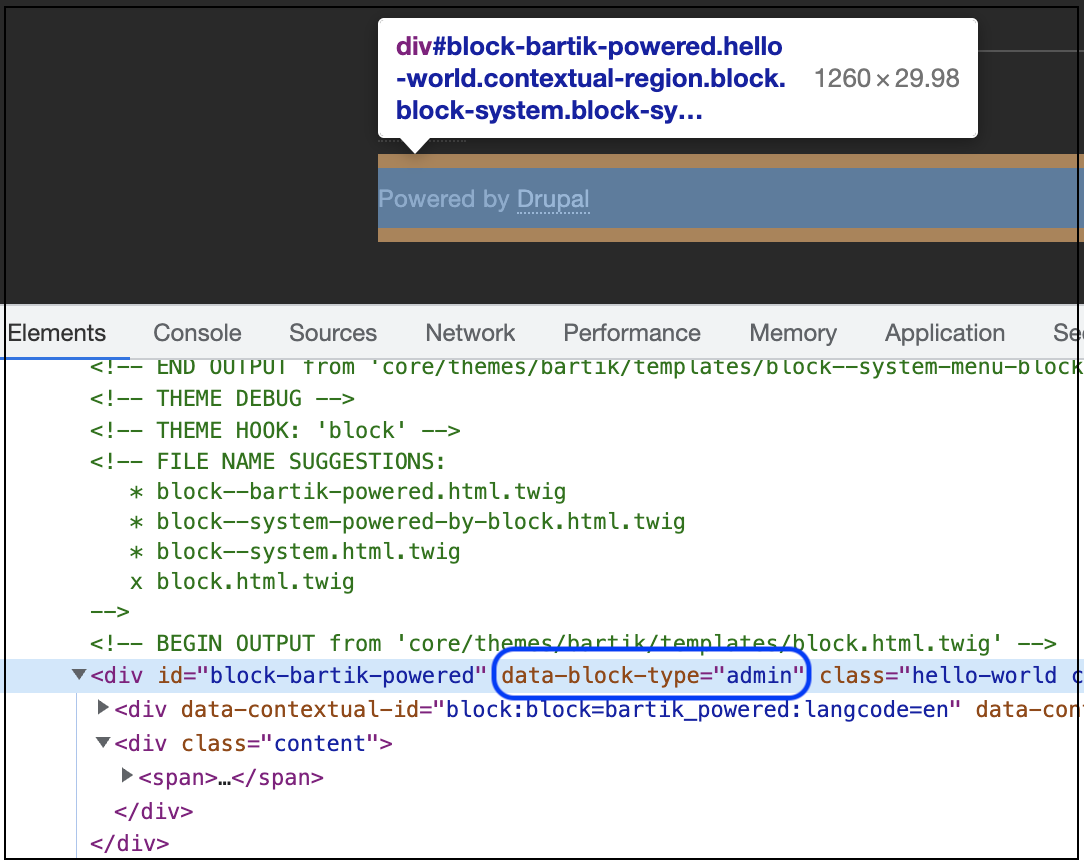 div#block-bartik-powered.hello
-world.contextual-region.block.
block-system.block-sy…
1260 × 29.98
Powered by Drupal
Elements Console Sources Network Performance Memory Application Se
<!-- END OUTPUT from 'core/themes/bartik/templates/block--system-menu-block
<!-- THEME DEBUG -->
<!-- THEME HOOK: 'block' -->
<!-- FILE NAME SUGGESTIONS:
* block--bartik-powered.html.twig
* block--system-powered-by-block.html.twig
* block--system.html.twig
x block.html.twig
-->
<!-- BEGIN OUTPUT from 'core/themes/bartik/templates/block.html.twig' -->
<div id="block-bartik-powered" data-block-type="admin" class="hello-world c
<div data-contextual-id="block:block=bartik_powered:langcode=en" data-con
<div class="content">
<span>…</span>
</div>
</div>